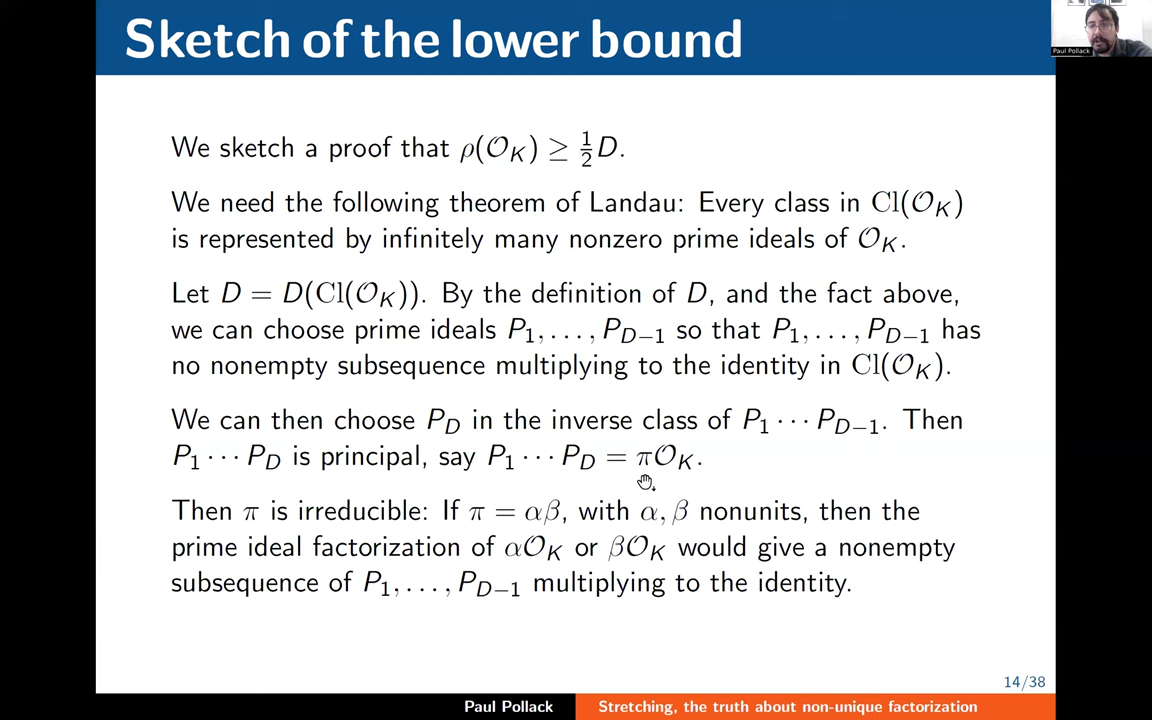 Sketch of the lower bound
Paul Pollack
We sketch a proof that ρ(𝒪_K) ≥ ½D.
We need the following theorem of Landau: Every class in Cl(𝒪_K)
is represented by infinitely many nonzero prime ideals of 𝒪_K.
Let D = D(Cl(𝒪_K)). By the definition of D, and the fact above,
we can choose prime ideals P_1, . . . , P_{D−1} so that P_1, . . . , P_{D−1} has
no nonempty subsequence multiplying to the identity in Cl(𝒪_K).
We can then choose P_D in the inverse class of P_1 ⋯ P_{D−1}. Then
P_1 ⋯ P_D is principal, say P_1 ⋯ P_D = π𝒪_K.
Then π is irreducible: If π = αβ, with α, β nonunits, then the
prime ideal factorization of α𝒪_K or β𝒪_K would give a nonempty
subsequence of P_1, . . . , P_{D−1} multiplying to the identity.
14/38
Paul Pollack
Stretching, the truth about non-unique factorization